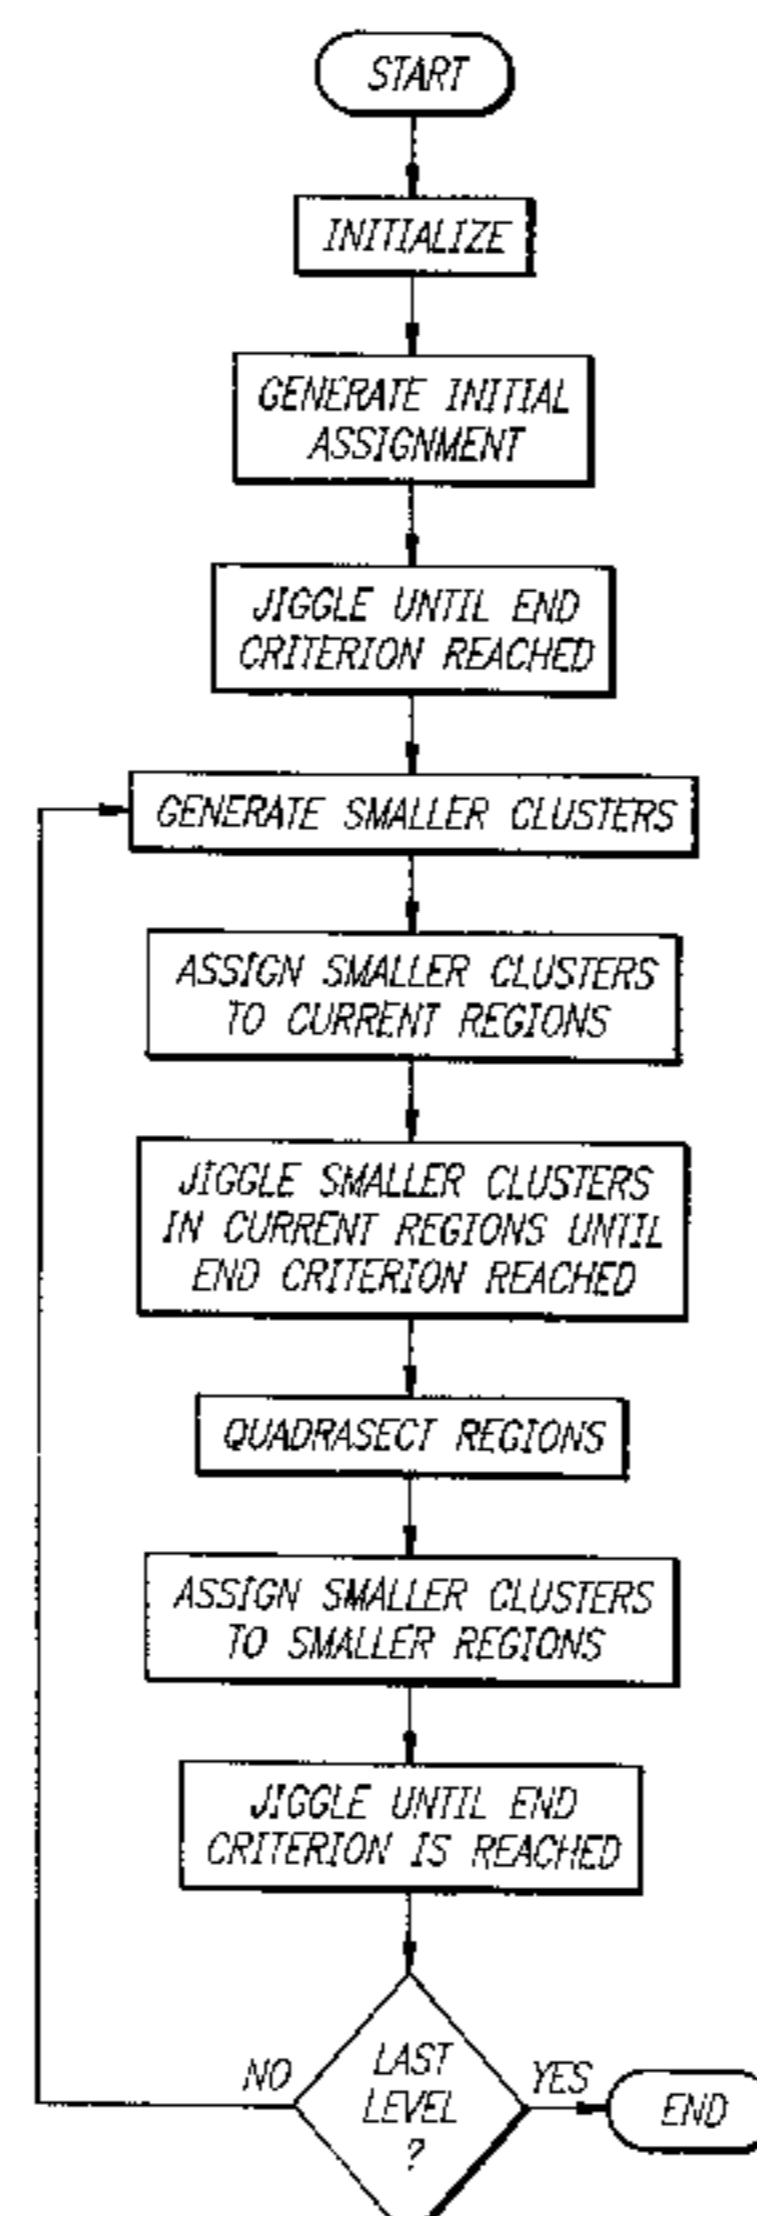 START
INITIALIZE
GENERATE INITIAL
ASSIGNMENT
JIGGLE UNTIL END
CRITERION REACHED
GENERATE SMALLER CLUSTERS
ASSIGN SMALLER CLUSTERS
TO CURRENT REGIONS
JIGGLE SMALLER CLUSTERS
IN CURRENT REGIONS UNTIL
END CRITERION REACHED
QUADRASECT REGIONS
ASSIGN SMALLER CLUSTERS
TO SMALLER REGIONS
JIGGLE UNTIL END
CRITERION IS REACHED
NO
LAST
LEVEL
?
YES
END